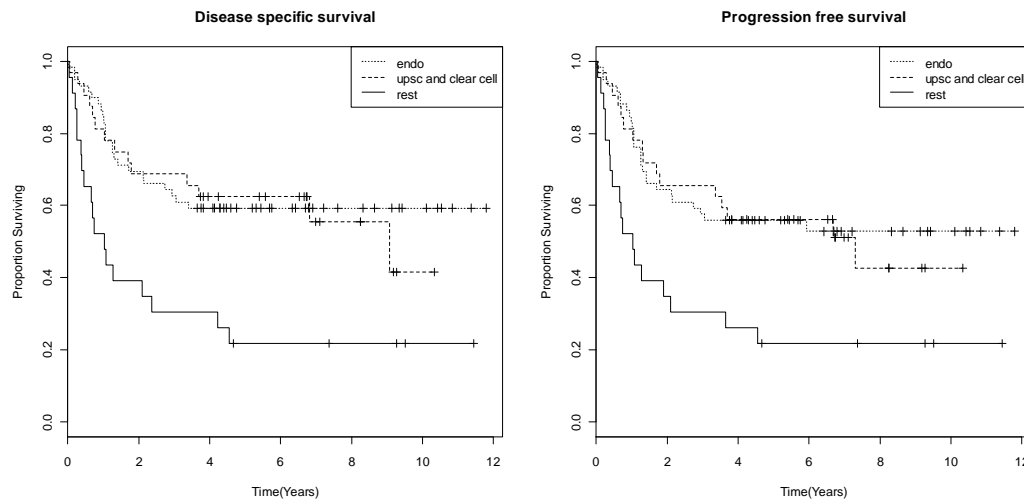 Disease specific survival
endo
upsc and clear cell
rest
Proportion Surviving
0.0 0.2 0.4 0.6 0.8 1.0
0 2 4 6 8 10 12
Time(Years)
Progression free survival
endo
upsc and clear cell
rest
Proportion Surviving
0.0 0.2 0.4 0.6 0.8 1.0
0 2 4 6 8 10 12
Time(Years)